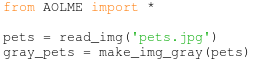 from AOLME import *
pets = read_img('pets.jpg')
gray_pets = make_img_gray(pets)